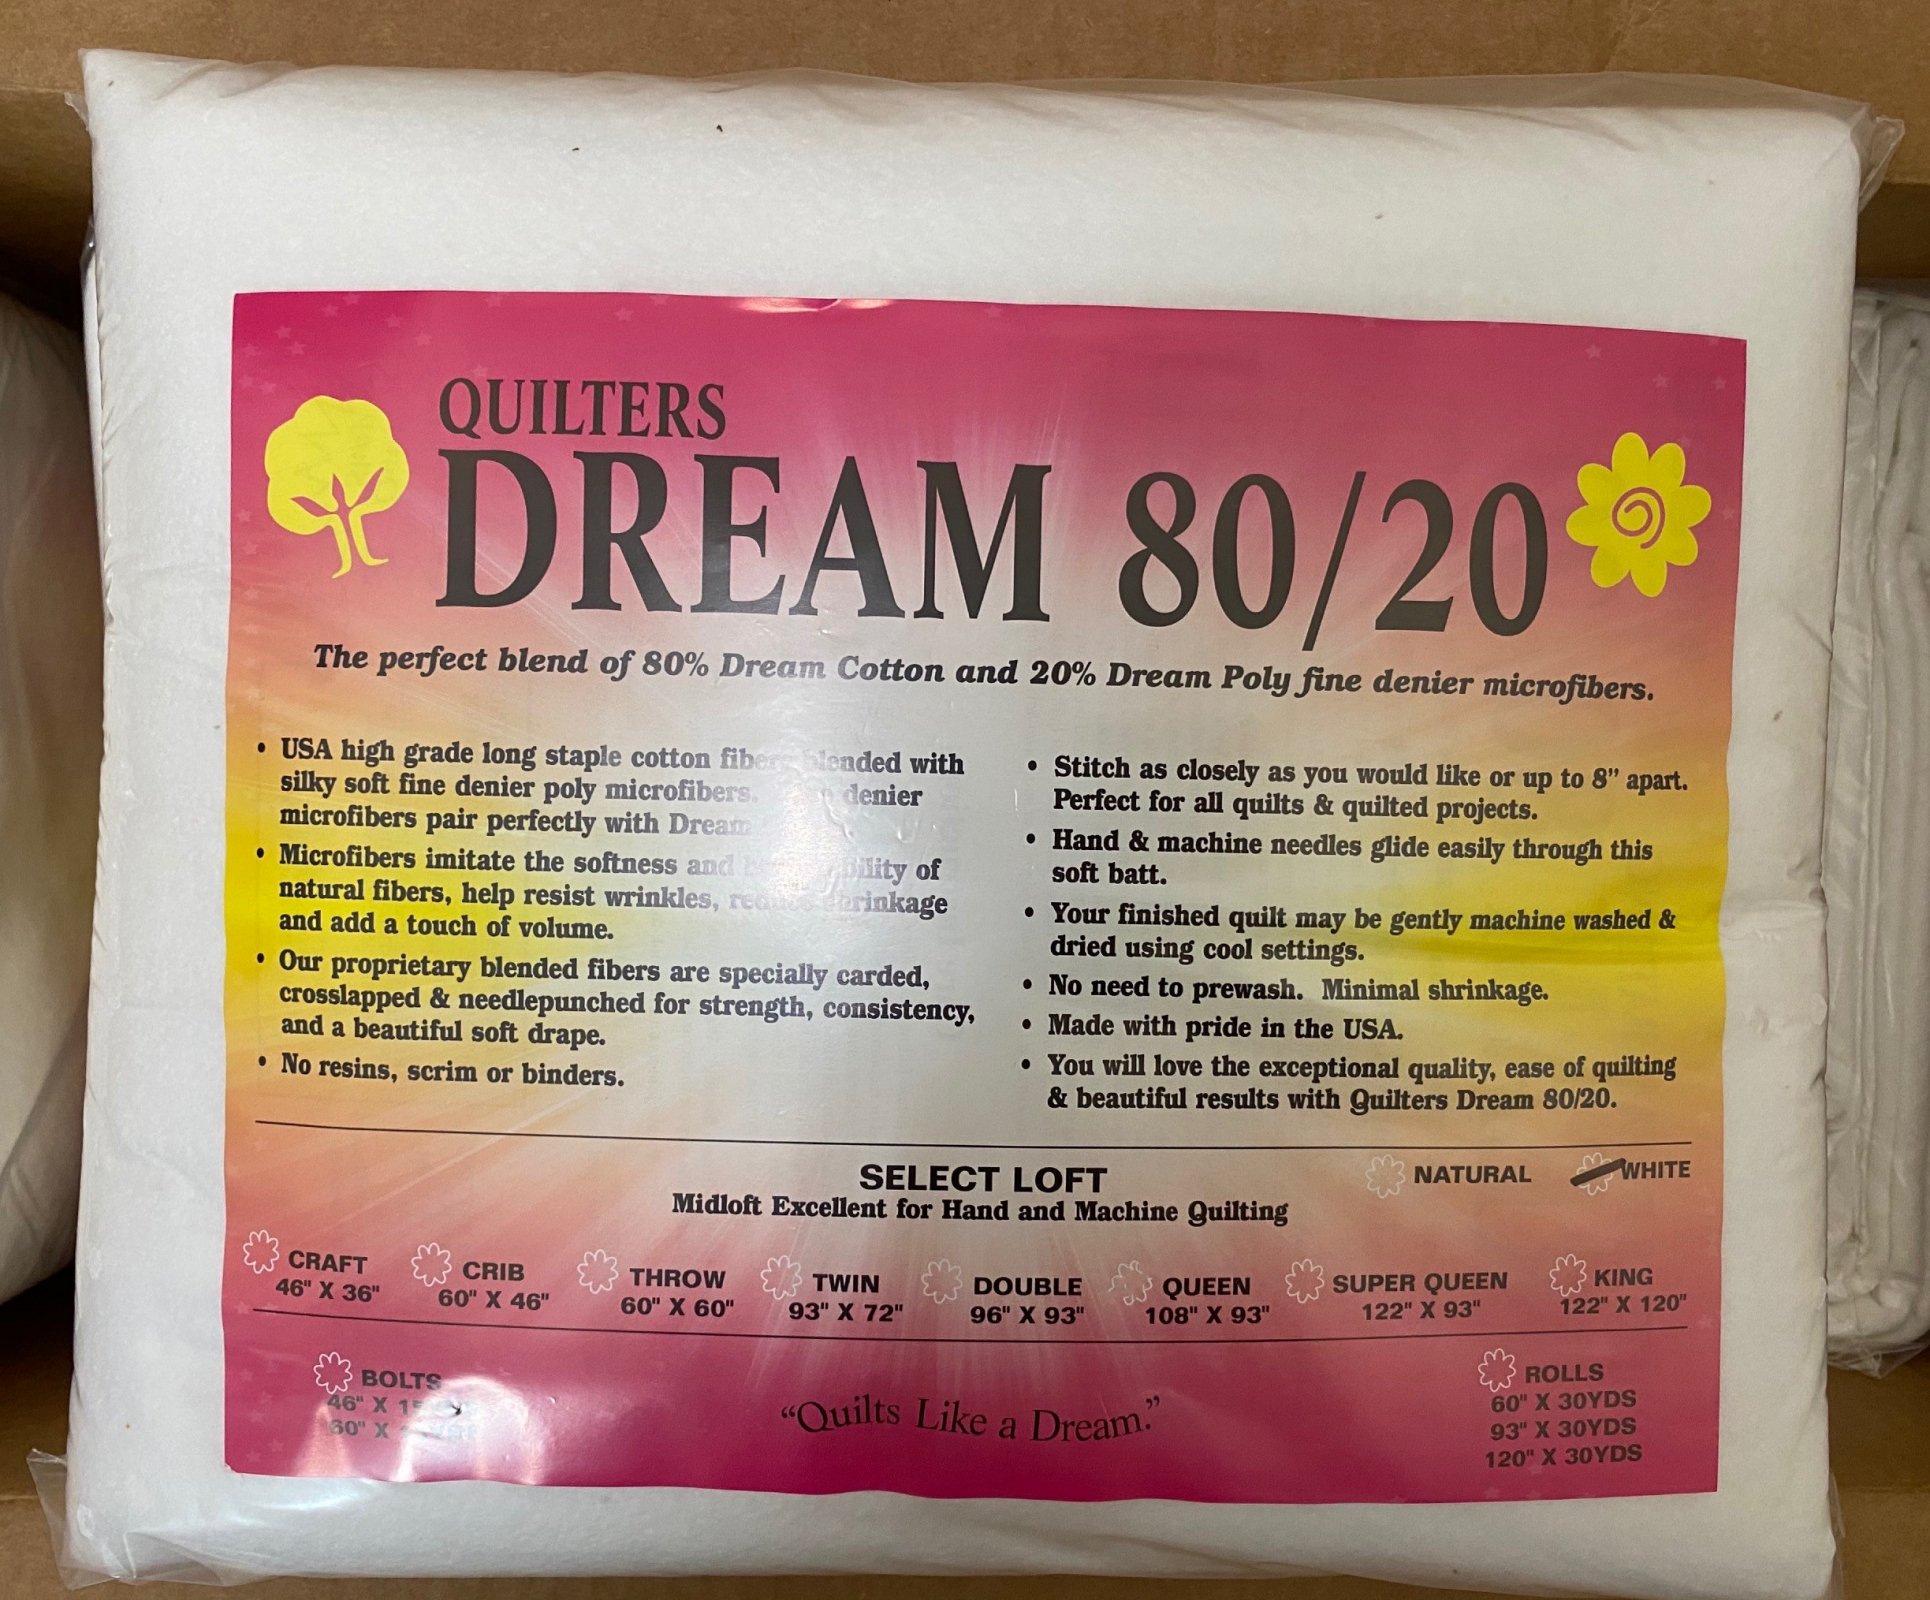 QUILTERS
DREAM 80/20
The perfect blend of 80% Dream Cotton and 20% Dream Poly fine denier microfibers.
• USA high grade long staple cotton blended with
silky soft fine denier poly microfibers. denier
microfibers pair perfectly with Dream
• Microfibers imitate the softness and of
natural fibers, help resist wrinkles, reduce shrinkage
and add a touch of volume.
• Our proprietary blended fibers are specially carded,
crosslapped & needlepunched for strength, consistency,
and a beautiful soft drape.
• No resins, scrim or binders.
• Stitch as closely as you would like or up to 8” apart.
Perfect for all quilts & quilted projects.
• Hand & machine needles glide easily through this
soft batt.
• Your finished quilt may be gently machine washed &
dried using cool settings.
• No need to prewash. Minimal shrinkage.
• Made with pride in the USA.
• You will love the exceptional quality, ease of quilting
& beautiful results with Quilters Dream 80/20.
SELECT LOFT
Midloft Excellent for Hand and Machine Quilting
NATURAL WHITE
CRAFT
46" X 36"
CRIB
60" X 46"
THROW
60" X 60"
TWIN
93" X 72"
DOUBLE
96" X 93"
QUEEN
108" X 93"
SUPER QUEEN
122" X 93"
KING
122" X 120"
BOLTS
46" X
60" X
“Quilts Like a Dream.”
ROLLS
60" X 30YDS
93" X 30YDS
120" X 30YDS